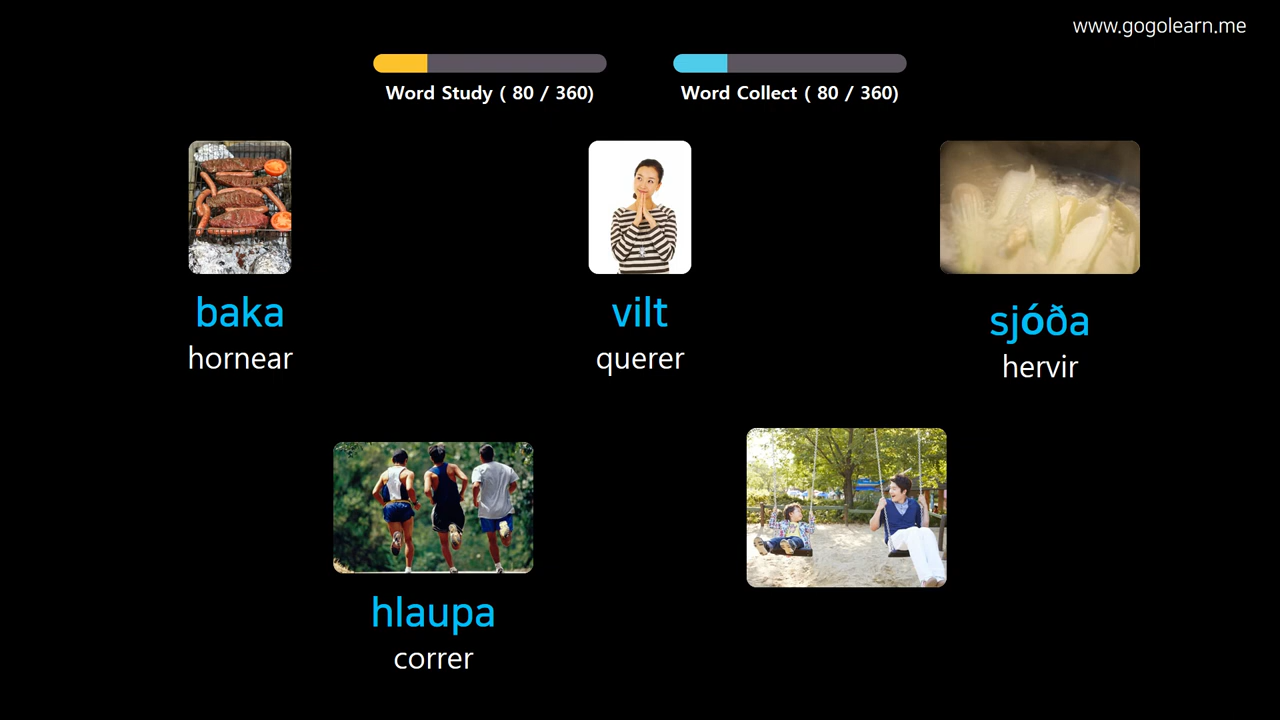 www.gogolearn.me
Word Study ( 80 / 360)
Word Collect ( 80 / 360)
baka
hornear
vilt
querer
sjóða
hervir
hlaupa
correr